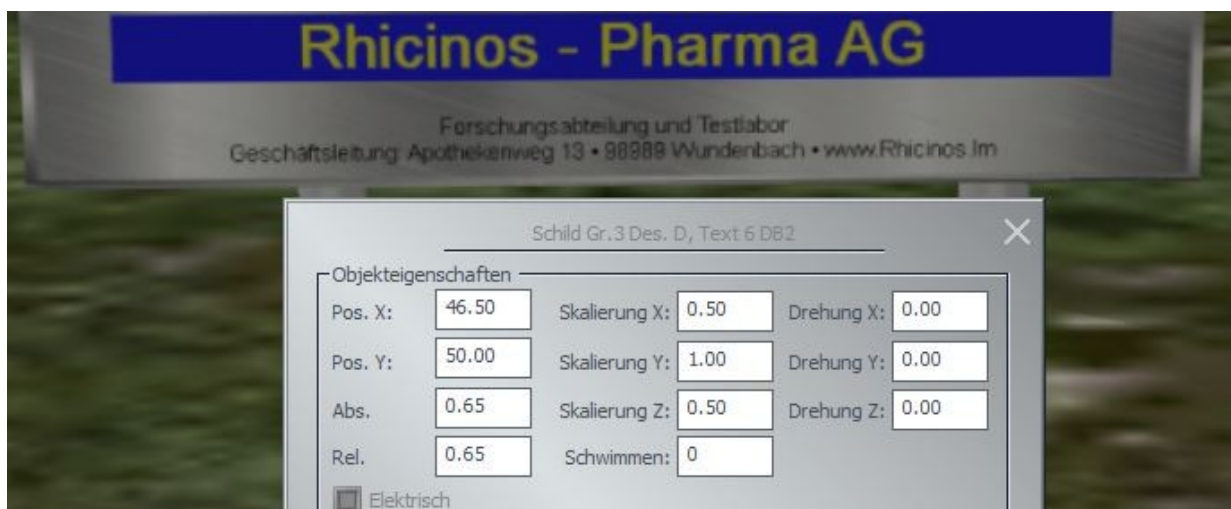 Rhicinos - Pharma AG
Forschungsabteilung und Testlabor
Geschäftsleitung: Apothekenweg 13 • 98989 Wundenbach • www.Rhicinos.lm
Schild Gr.3 Des. D, Text 6 DB2
Objekteigenschaften
Pos. X: 46.50 Skalierung X: 0.50 Drehung X: 0.00
Pos. Y: 50.00 Skalierung Y: 1.00 Drehung Y: 0.00
Abs. 0.65 Skalierung Z: 0.50 Drehung Z: 0.00
Rel. 0.65 Schwimmen: 0
Elektrisch